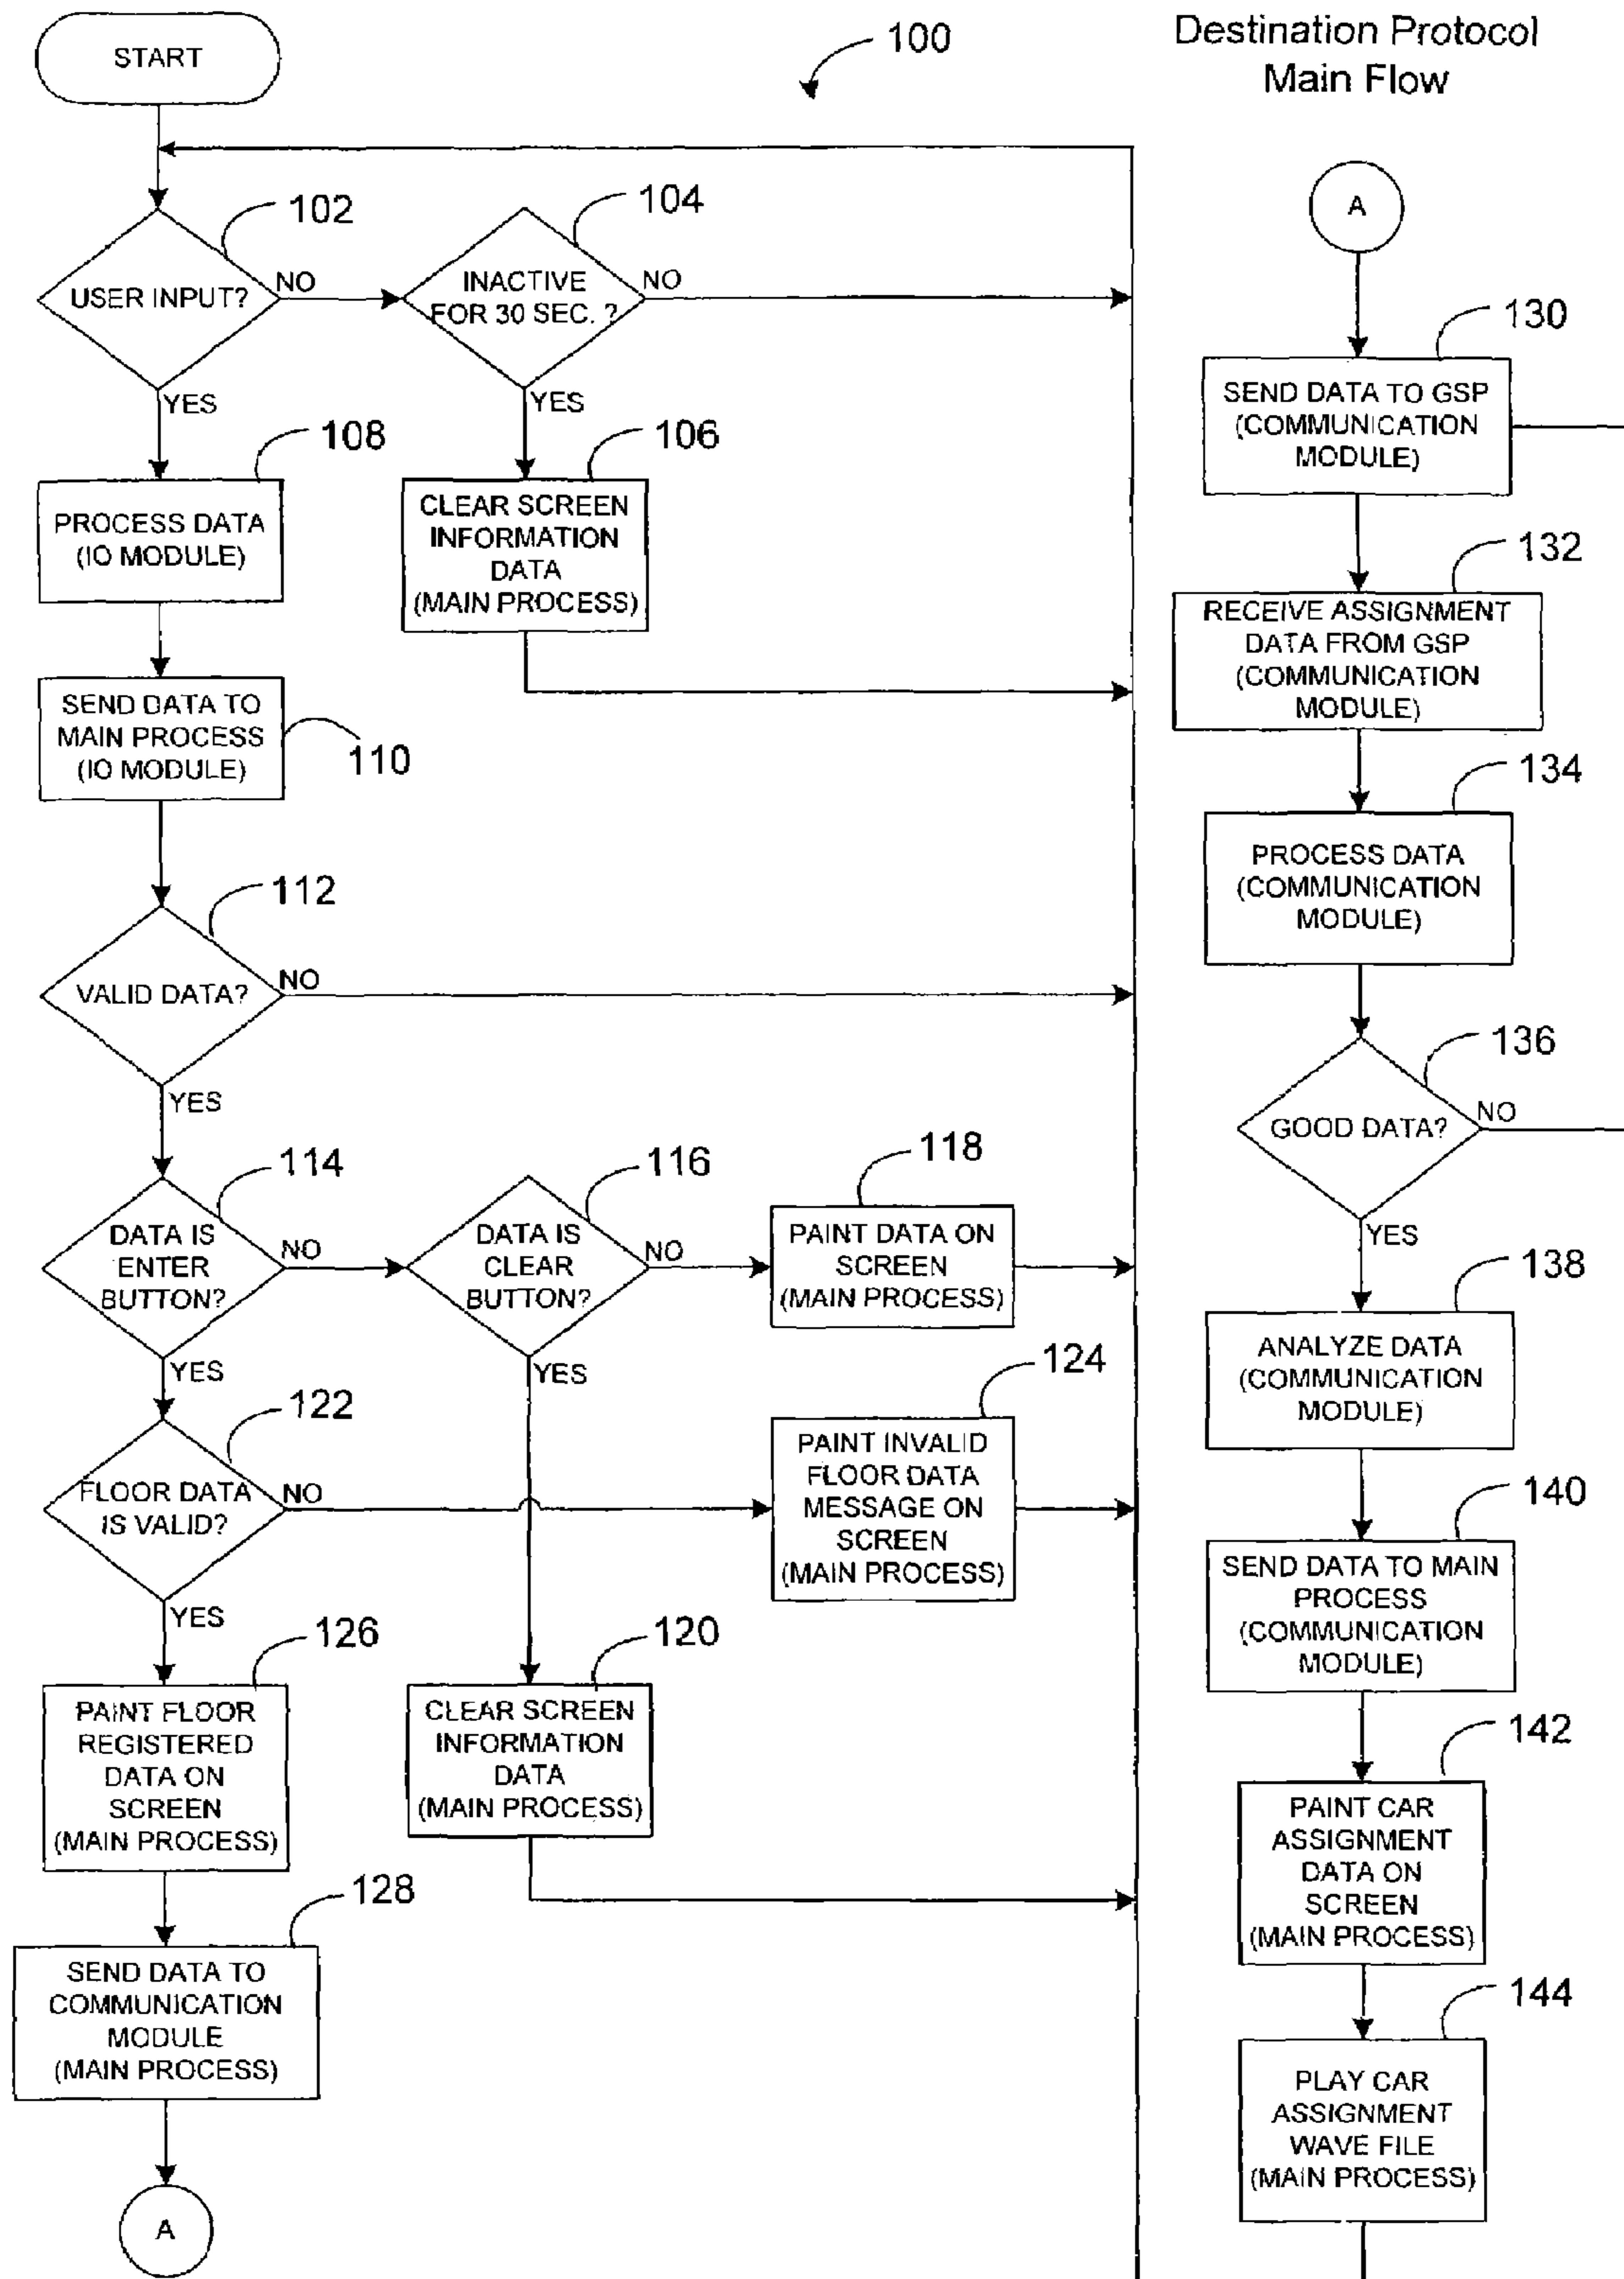 START
100
Destination Protocol
Main Flow
102
USER INPUT?
NO
YES
104
INACTIVE
FOR 30 SEC. ?
NO
YES
108
PROCESS DATA
(IO MODULE)
106
CLEAR SCREEN
INFORMATION
DATA
(MAIN PROCESS)
SEND DATA TO
MAIN PROCESS
(IO MODULE)
110
112
VALID DATA?
NO
YES
114
DATA IS
ENTER
BUTTON?
NO
YES
116
DATA IS
CLEAR
BUTTON?
NO
YES
118
PAINT DATA ON
SCREEN
(MAIN PROCESS)
122
FLOOR DATA
IS VALID?
NO
YES
124
PAINT INVALID
FLOOR DATA
MESSAGE ON
SCREEN
(MAIN PROCESS)
126
PAINT FLOOR
REGISTERED
DATA ON
SCREEN
(MAIN PROCESS)
120
CLEAR SCREEN
INFORMATION
DATA
(MAIN PROCESS)
128
SEND DATA TO
COMMUNICATION
MODULE
(MAIN PROCESS)
A
A
130
SEND DATA TO GSP
(COMMUNICATION
MODULE)
132
RECEIVE ASSIGNMENT
DATA FROM GSP
(COMMUNICATION
MODULE)
134
PROCESS DATA
(COMMUNICATION
MODULE)
136
GOOD DATA?
NO
YES
138
ANALYZE DATA
(COMMUNICATION
MODULE)
140
SEND DATA TO MAIN
PROCESS
(COMMUNICATION
MODULE)
142
PAINT CAR
ASSIGNMENT
DATA ON
SCREEN
(MAIN PROCESS)
144
PLAY CAR
ASSIGNMENT
WAVE FILE
(MAIN PROCESS)